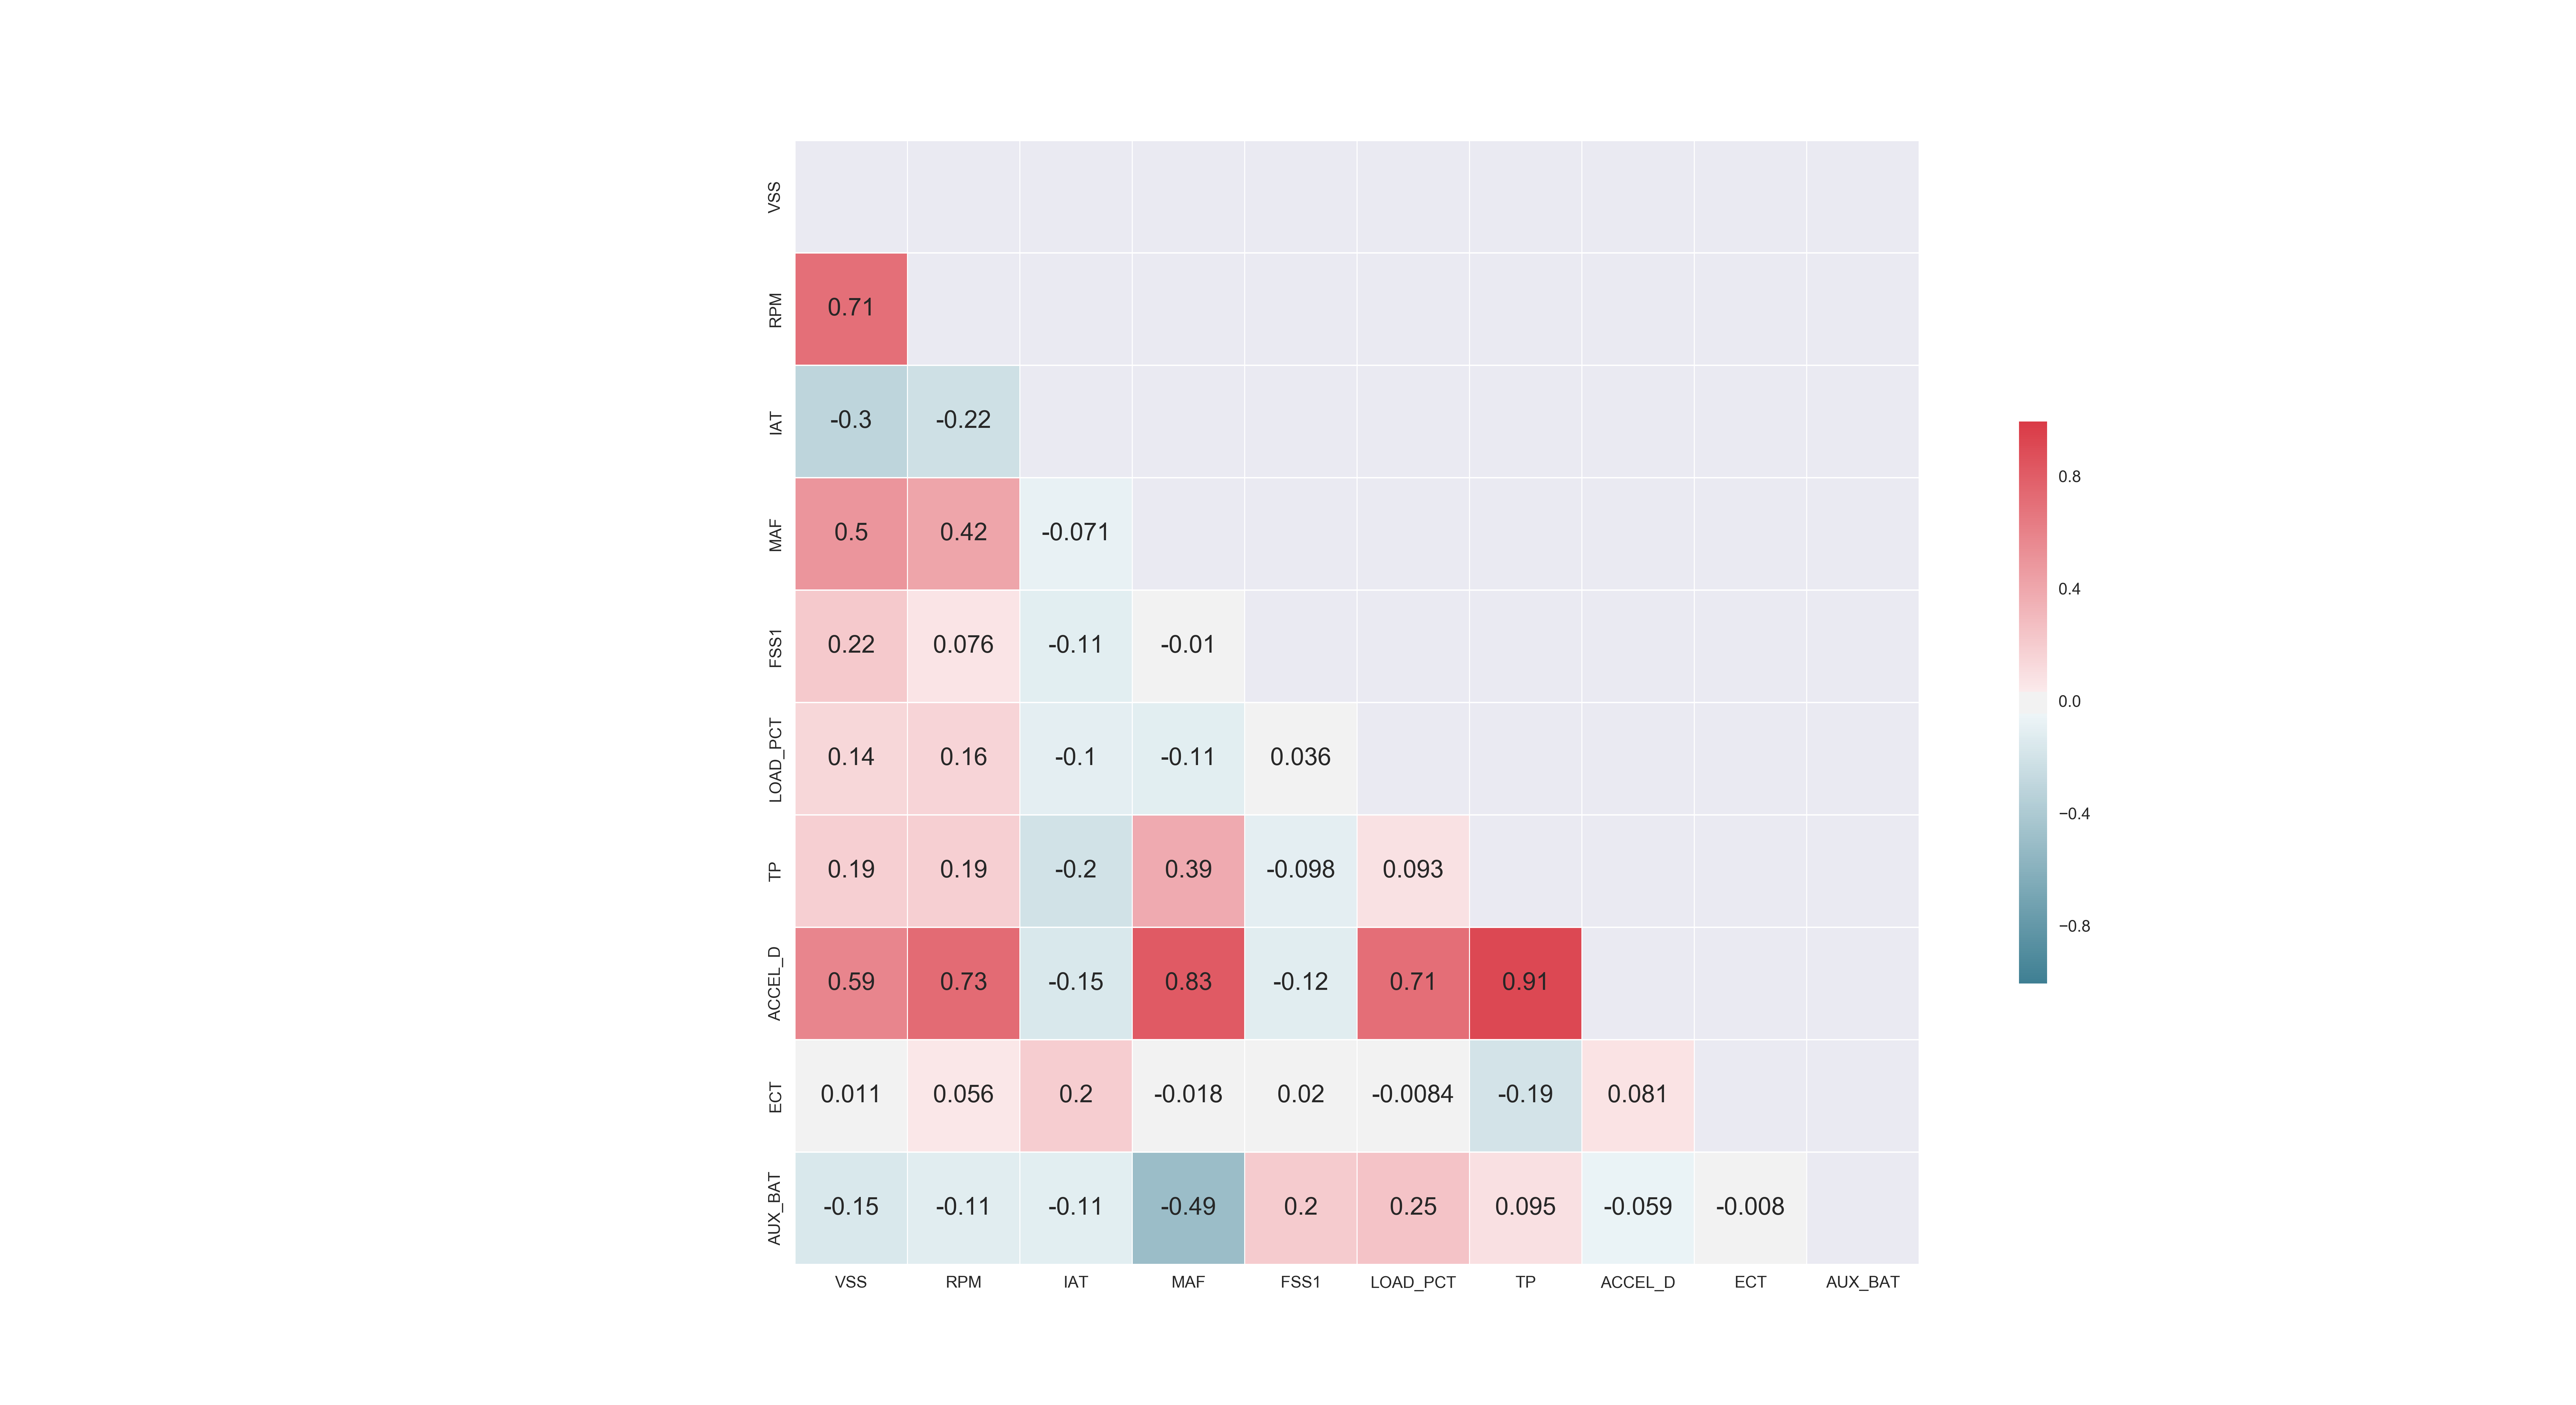 VSS
RPM 0.71
IAT -0.3 -0.22
MAF 0.5 0.42 -0.071
FSS1 0.22 0.076 -0.11 -0.01
LOAD_PCT 0.14 0.16 -0.1 -0.11 0.036
TP 0.19 0.19 -0.2 0.39 -0.098 0.093
ACCEL_D 0.59 0.73 -0.15 0.83 -0.12 0.71 0.91
ECT 0.011 0.056 0.2 -0.018 0.02 -0.0084 -0.19 0.081
AUX_BAT -0.15 -0.11 -0.11 -0.49 0.2 0.25 0.095 -0.059 -0.008
VSS RPM IAT MAF FSS1 LOAD_PCT TP ACCEL_D ECT AUX_BAT
0.8
0.4
0.0
−0.4
−0.8